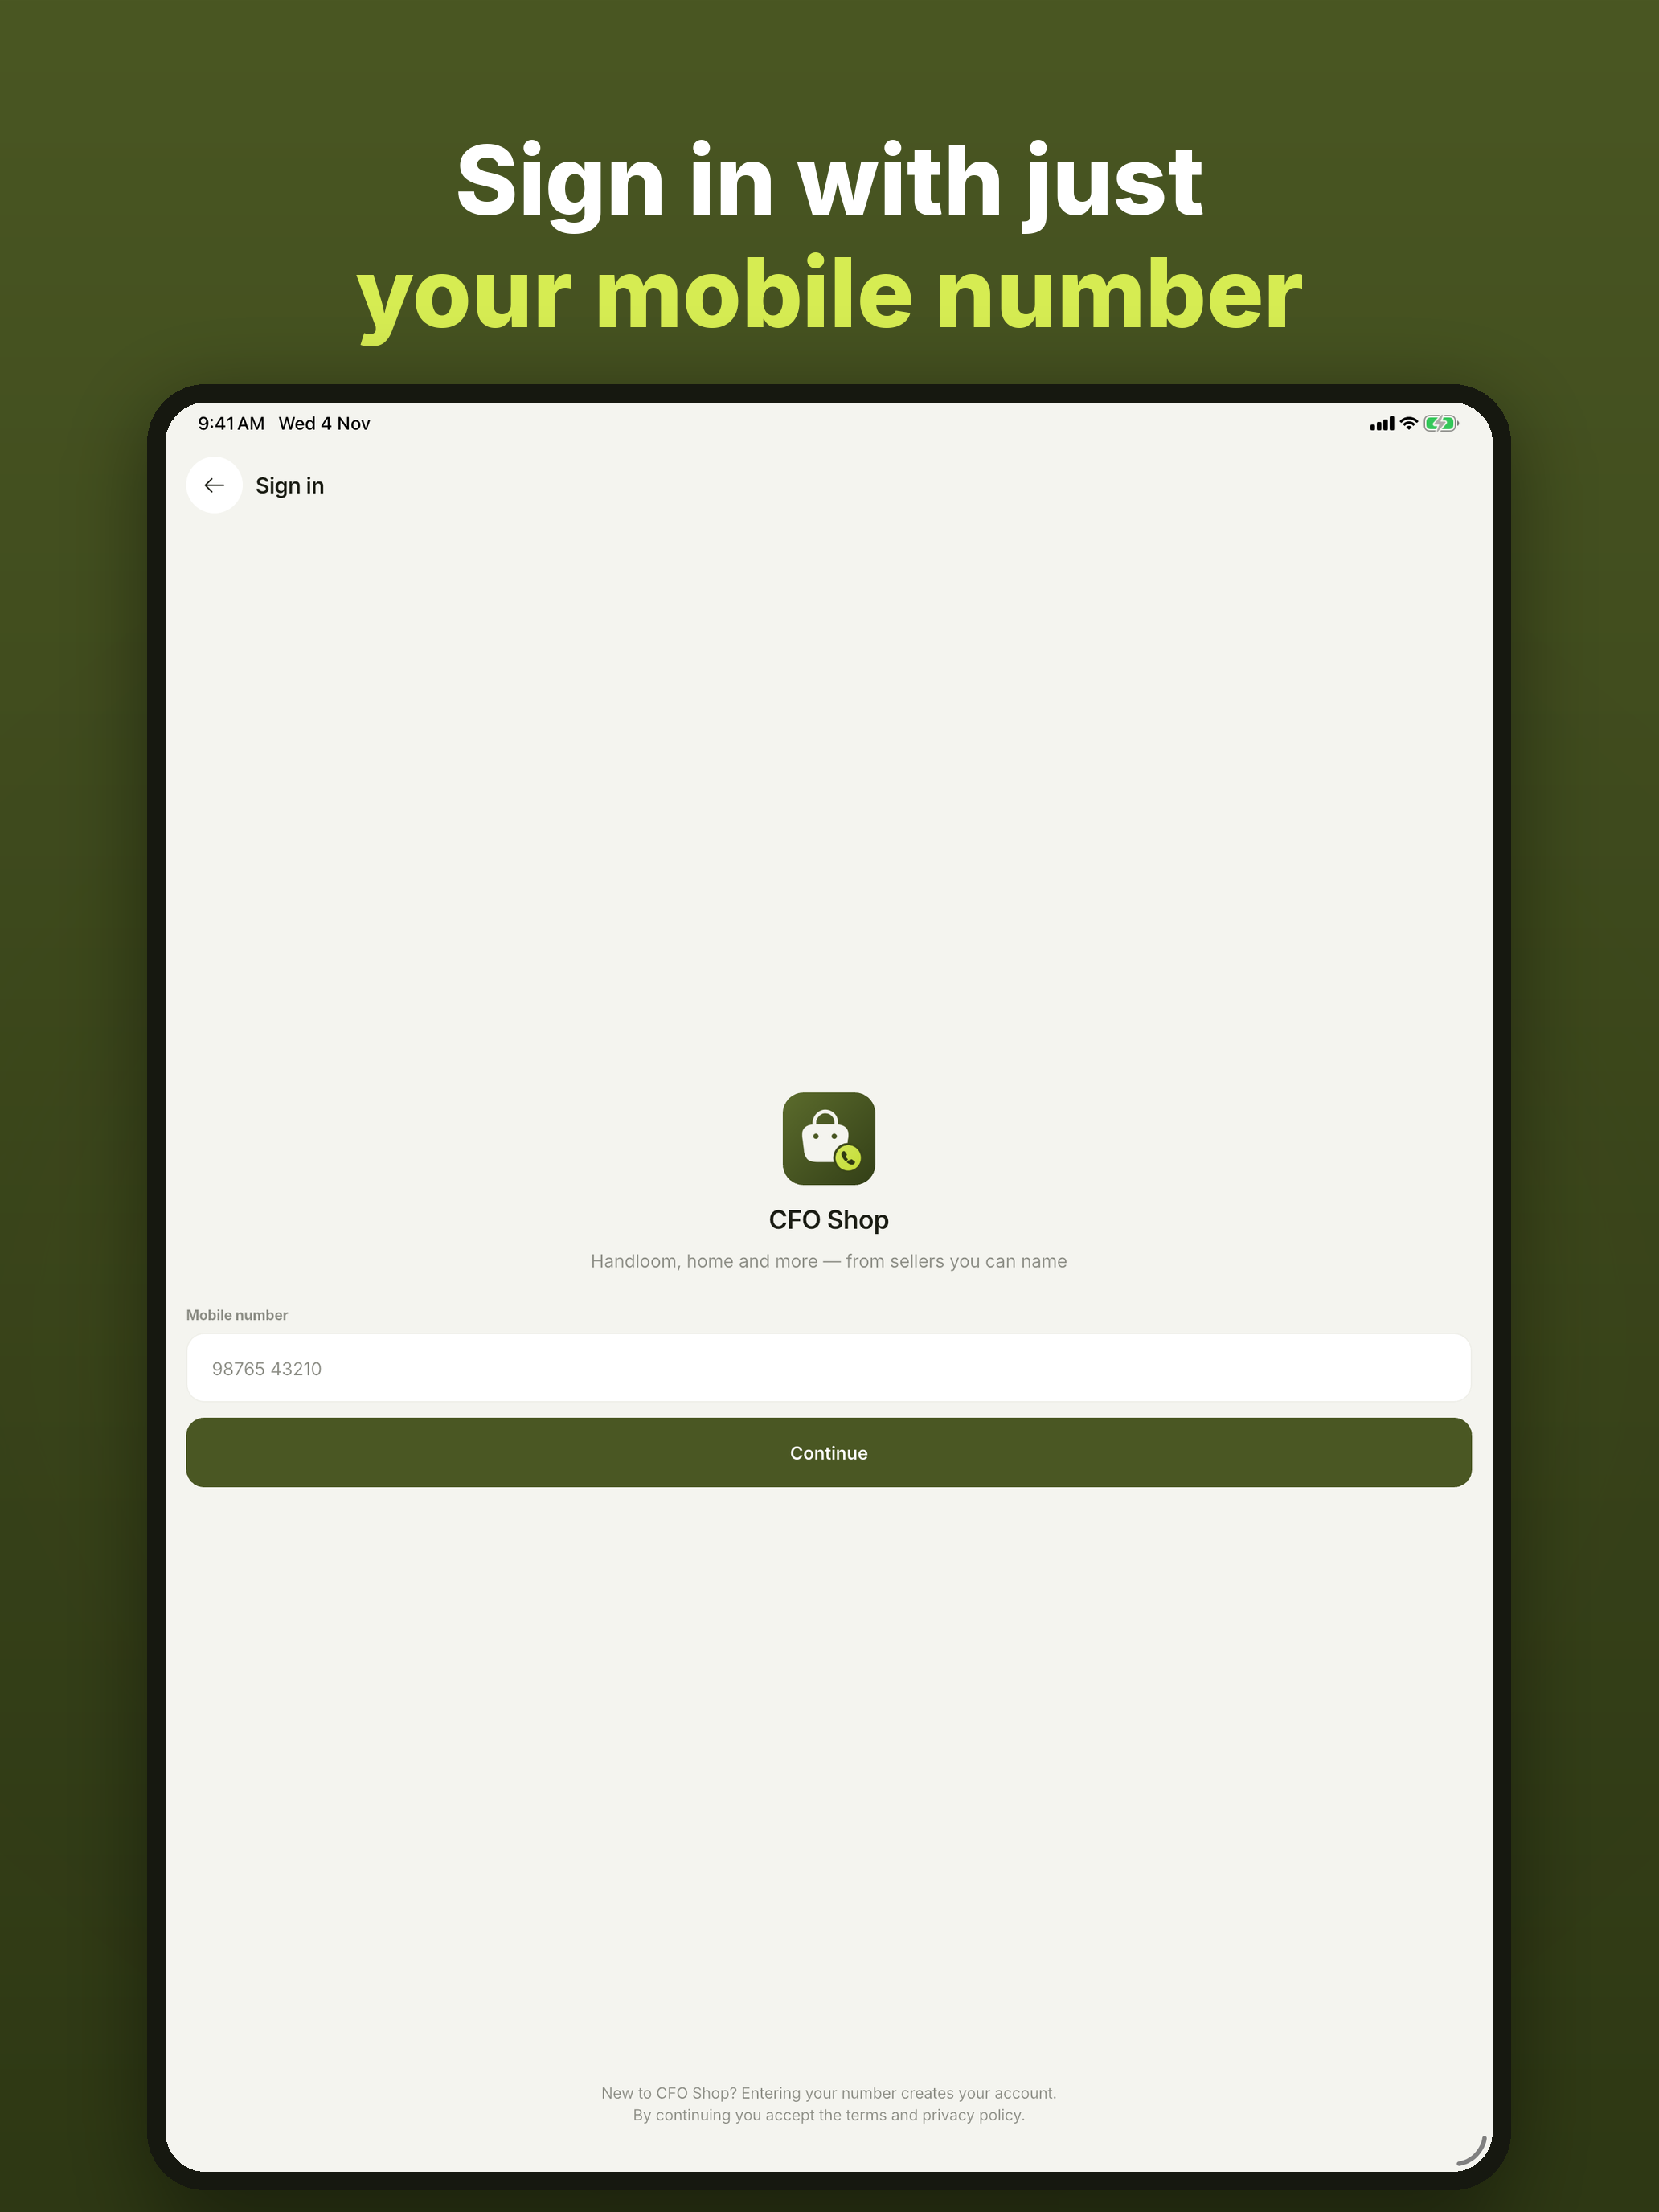 Sign in with just
your mobile number
9:41 AM Wed 4 Nov
Sign in
CFO Shop
Handloom, home and more — from sellers you can name
Mobile number
98765 43210
Continue
New to CFO Shop? Entering your number creates your account.
By continuing you accept the terms and privacy policy.